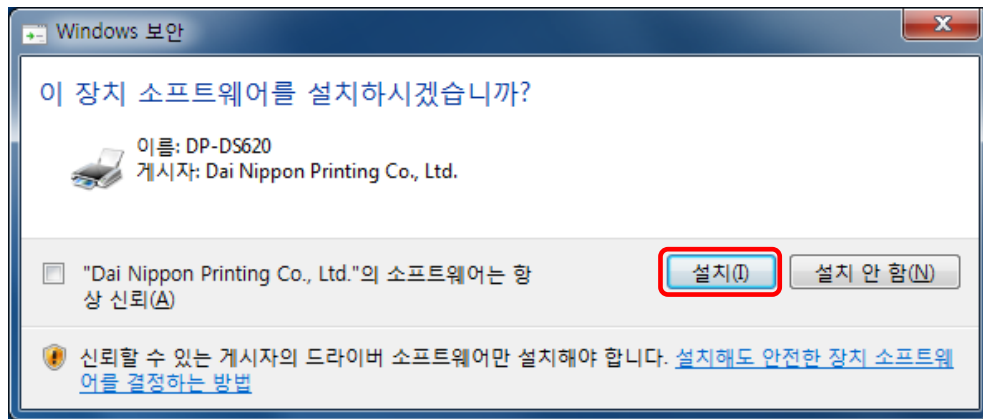 Windows 보안
이 장치 소프트웨어를 설치하시겠습니까?
이름: DP-DS620
게시자: Dai Nippon Printing Co., Ltd.
"Dai Nippon Printing Co., Ltd."의 소프트웨어는 항
상 신뢰(A)
설치(I)
설치 안 함(N)
신뢰할 수 있는 게시자의 드라이버 소프트웨어만 설치해야 합니다. 설치해도 안전한 장치 소프트웨
어를 결정하는 방법